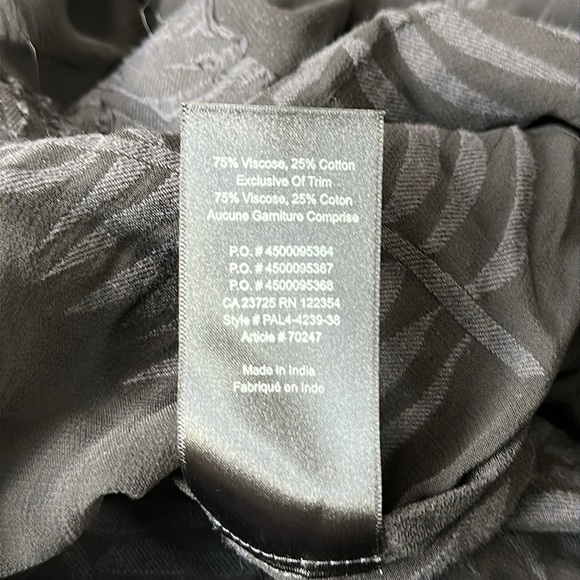 75% Viscose, 25% Cotton
Exclusive Of Trim
75% Viscose, 25% Coton
Aucune Garniture Comprise
P.O. # 4500095364
P.O. # 4500095367
P.O. # 4500095368
CA 23725 RN 122354
Style # PAL4-4239-38
Article # 70247
Made in India
Fabriqué en Inde